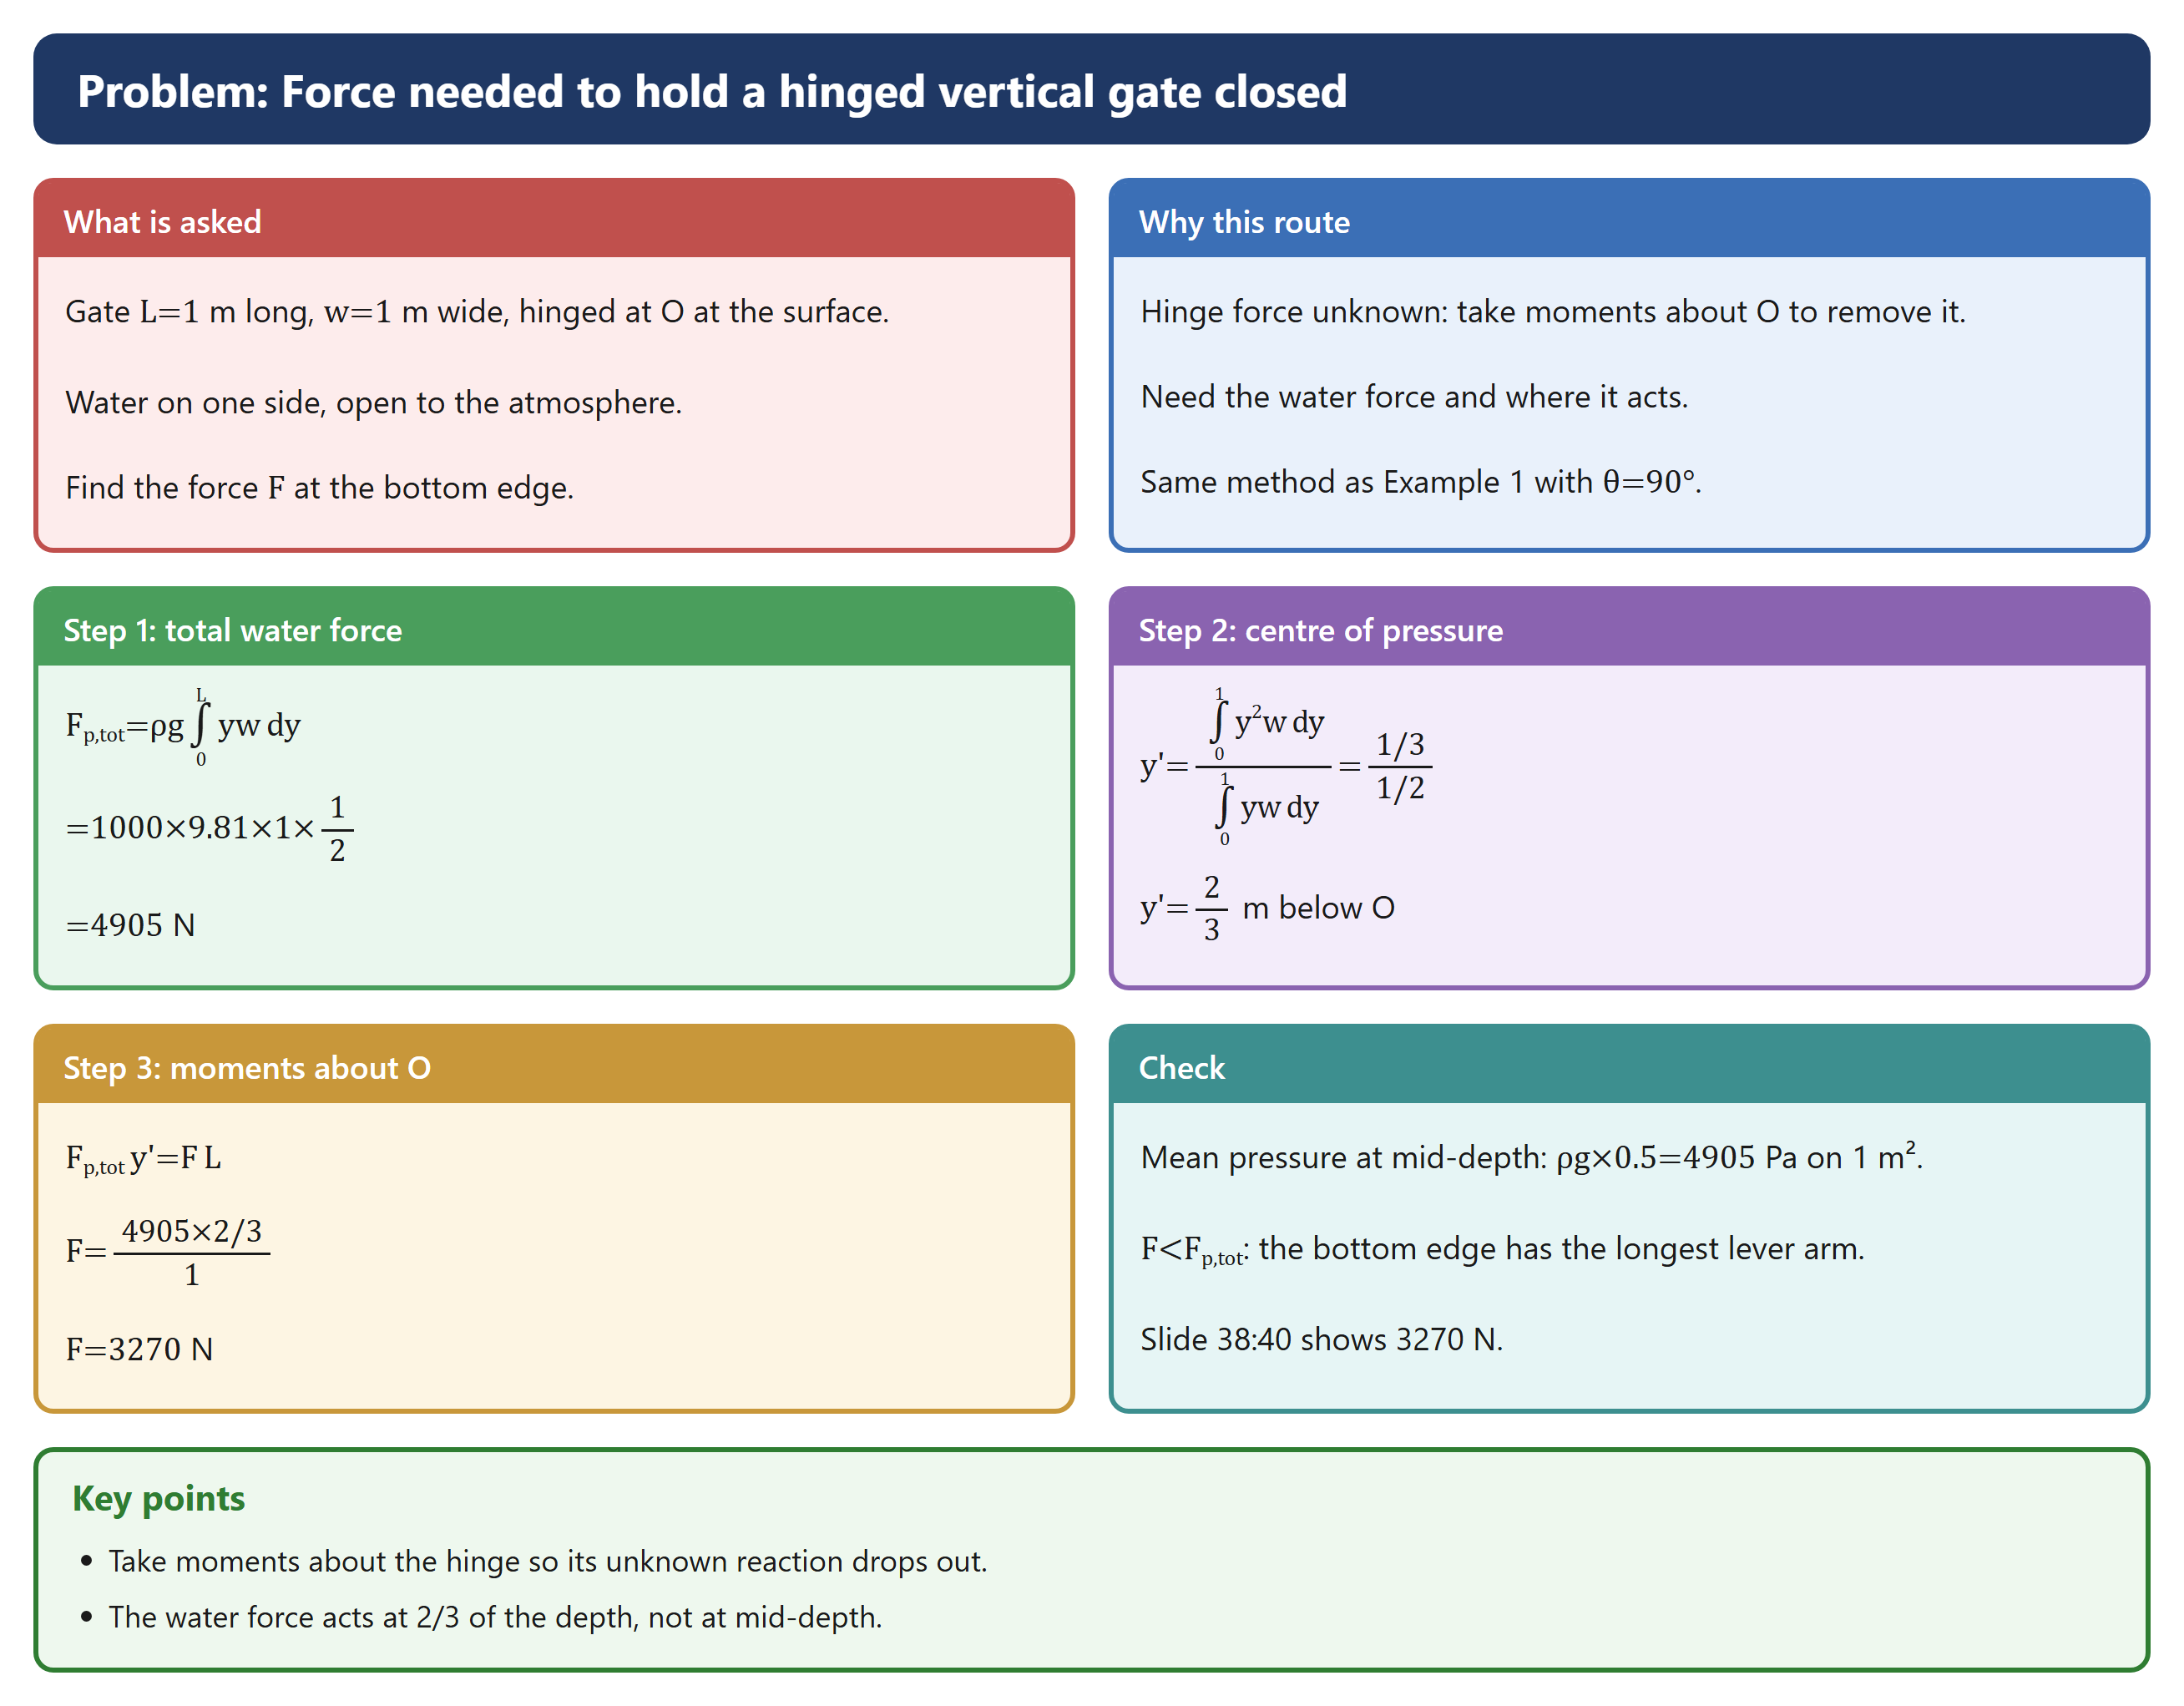 Problem: Force needed to hold a hinged vertical gate closed
What is asked
Gate L=1 m long, w=1 m wide, hinged at O at the surface.
Water on one side, open to the atmosphere.
Find the force F at the bottom edge.
Why this route
Hinge force unknown: take moments about O to remove it.
Need the water force and where it acts.
Same method as Example 1 with θ=90°.
Step 1: total water force
F_{p,tot}=ρg ∫_0^L yw dy
=1000×9.81×1×\frac{1}{2}
=4905 N
Step 2: centre of pressure
y'=\frac{∫_0^1 y²w dy}{∫_0^1 yw dy}=\frac{1/3}{1/2}
y'=\frac{2}{3} m below O
Step 3: moments about O
F_{p,tot} y'=F L
F=\frac{4905×2/3}{1}
F=3270 N
Check
Mean pressure at mid-depth: ρg×0.5=4905 Pa on 1 m².
F<F_{p,tot}: the bottom edge has the longest lever arm.
Slide 38:40 shows 3270 N.
Key points
• Take moments about the hinge so its unknown reaction drops out.
• The water force acts at 2/3 of the depth, not at mid-depth.